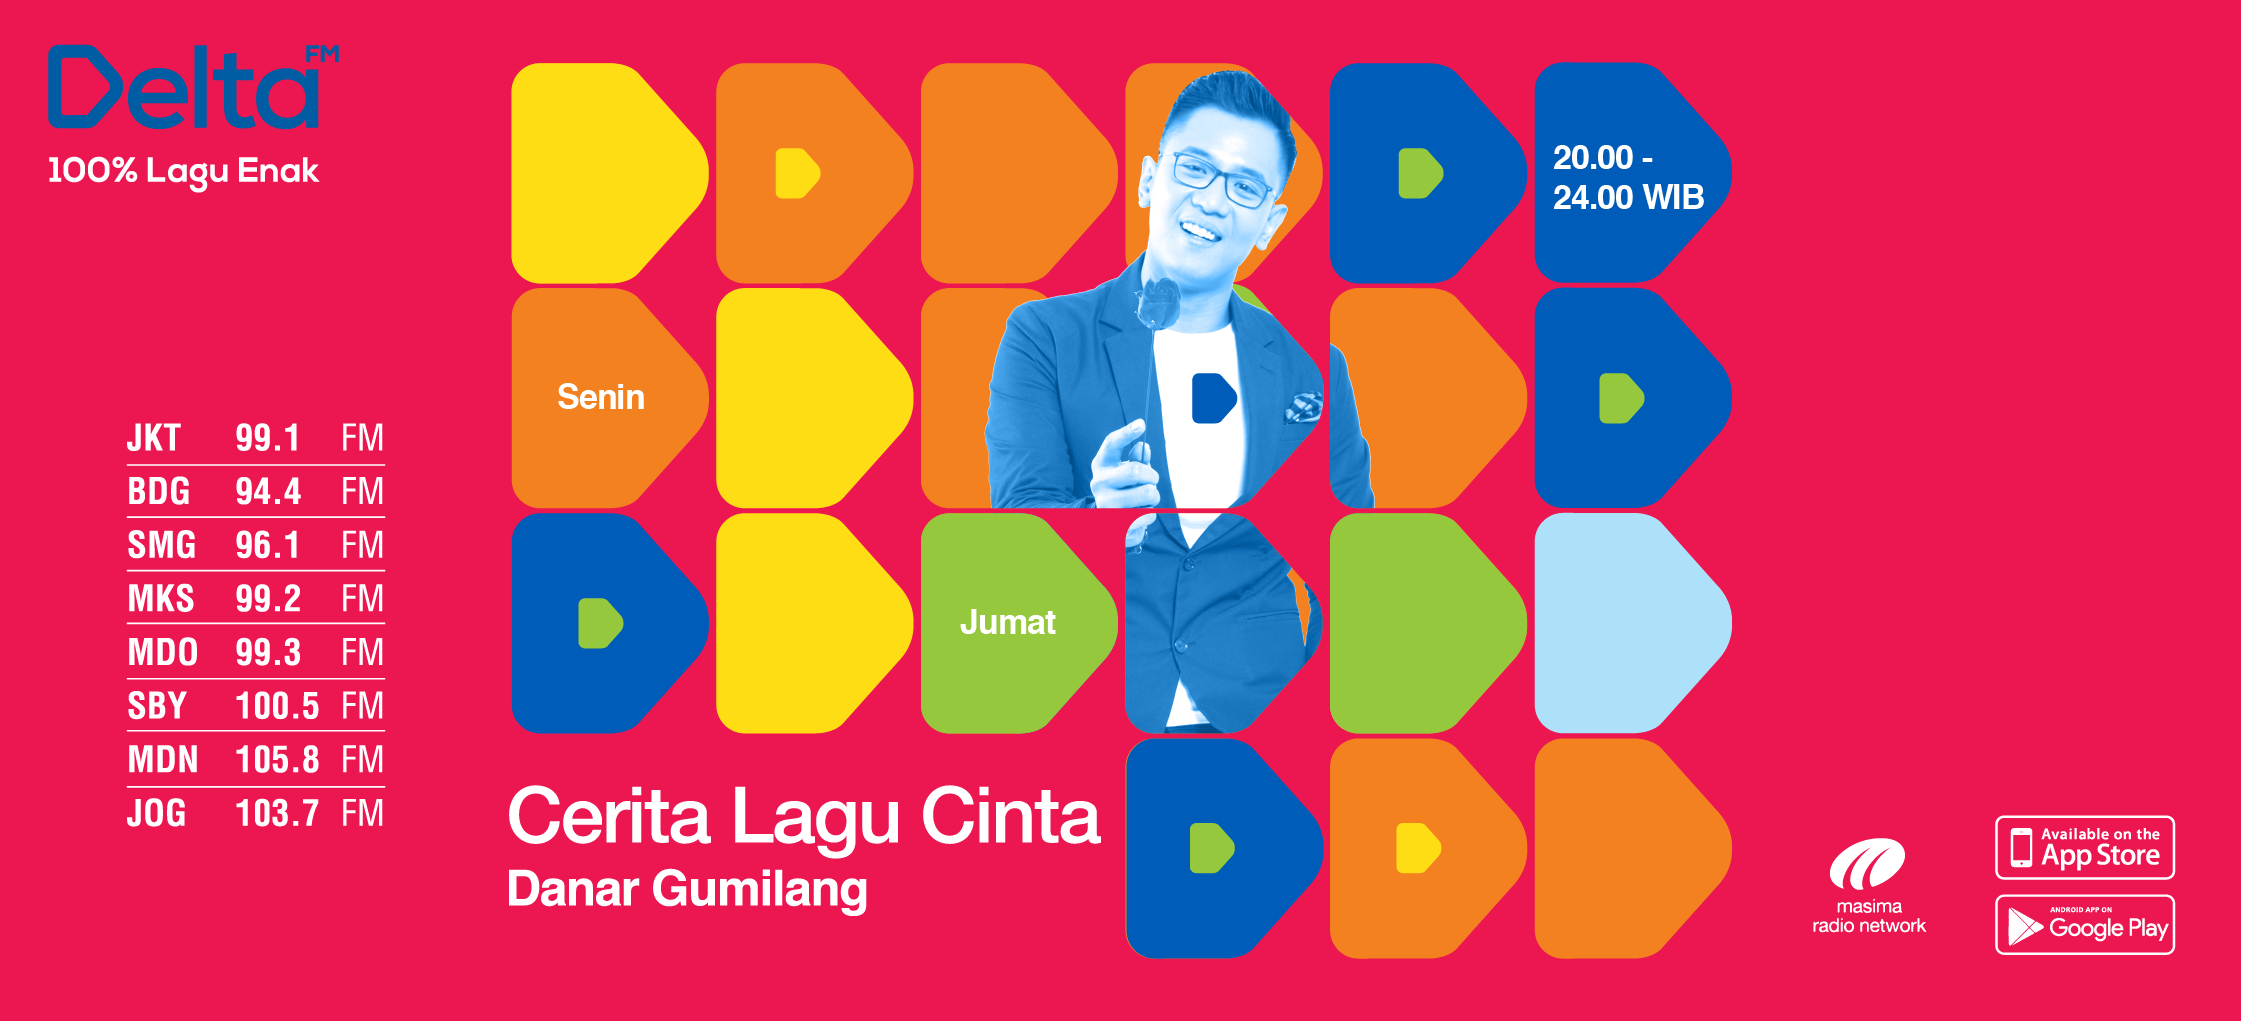 Delta FM
100% Lagu Enak
JKT 99.1 FM
BDG 94.4 FM
SMG 96.1 FM
MKS 99.2 FM
MDO 99.3 FM
SBY 100.5 FM
MDN 105.8 FM
JOG 103.7 FM
20.00 -
24.00 WIB
Senin
Jumat
Cerita Lagu Cinta
Danar Gumilang
masima
radio network
Available on the
App Store
ANDROID APP ON
Google Play